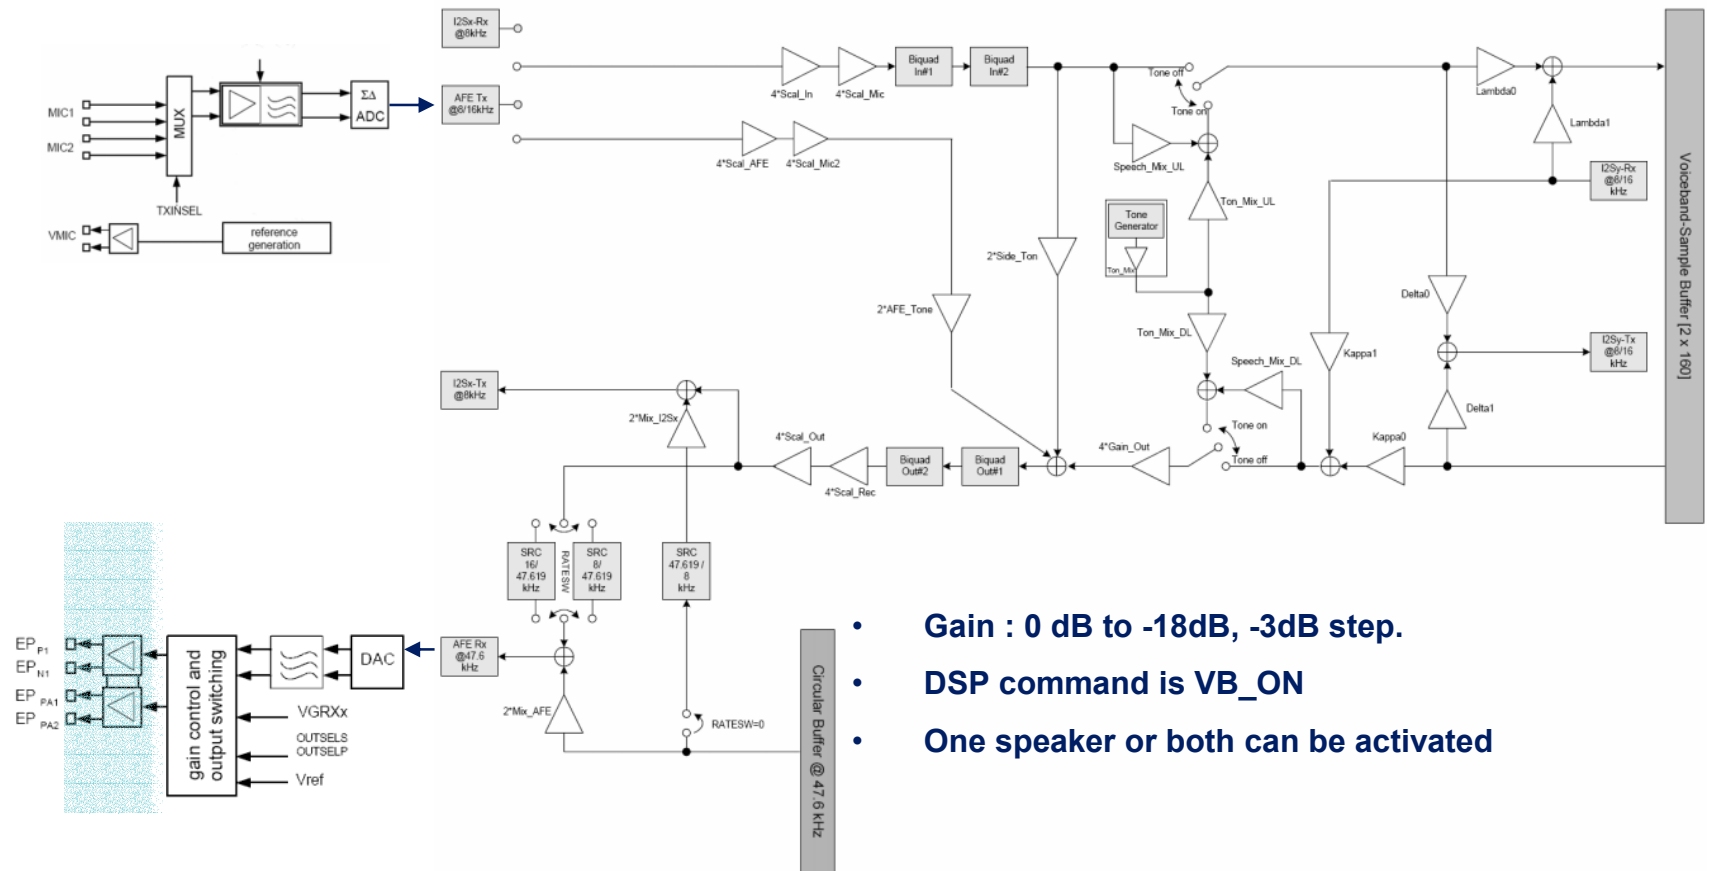 I2Sx-Rx
@8kHz
AFE Tx
@8/16kHz
MIC1
MIC2
MUX
ΣΔ
ADC
TXINSEL
VMIC
reference
generation
4*Scal_In
4*Scal_Mic
Biquad
In#1
Biquad
In#2
4*Scal_AFE
4*Scal_Mic2
Tone off
Tone on
Speech_Mix_UL
Ton_Mix_UL
Tone
Generator
Ton_Mix
Lambda0
Lambda1
I2Sy-Rx
@8/16
kHz
Voiceband-Sample Buffer [2 x 160]
2*Side_Ton
2*AFE_Tone
Ton_Mix_DL
Speech_Mix_DL
Delta0
Kappa1
I2Sy-Tx
@8/16
kHz
Delta1
Kappa0
I2Sx-Tx
@8kHz
2*Mix_I2Sx
4*Scal_Out
4*Scal_Rec
Biquad
Out#2
Biquad
Out#1
4*Gain_Out
Tone on
Tone off
SRC
16/
47.619
kHz
RATESW
SRC
8/
47.619
kHz
SRC
47.619 /
8
kHz
EP P1
EP N1
EP PA1
EP PA2
gain control and
output switching
DAC
AFE Rx
@47.6
kHz
VGRXx
OUTSELS
OUTSELP
Vref
2*Mix_AFE
RATESW=0
Circular Buffer @ 47.6 kHz
• Gain : 0 dB to -18dB, -3dB step.
• DSP command is VB_ON
• One speaker or both can be activated